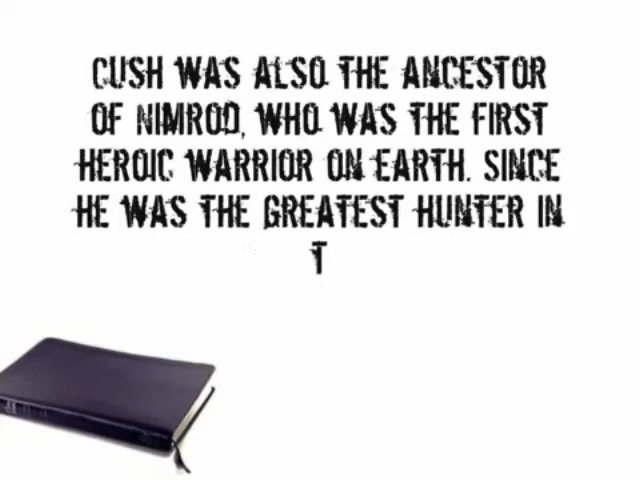 CUSH WAS ALSO THE ANCESTOR
OF NIMROD, WHO WAS THE FIRST
HEROIC WARRIOR ON EARTH. SINCE
HE WAS THE GREATEST HUNTER IN
T